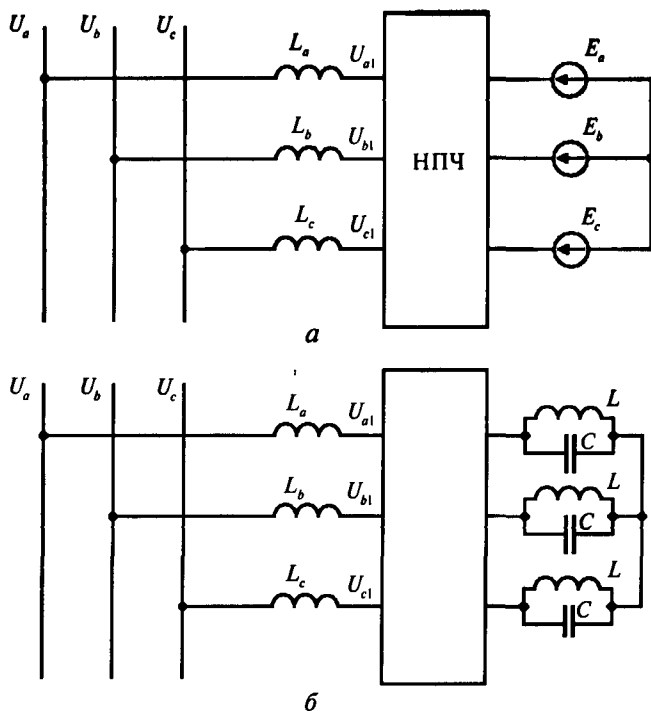 U_a U_b U_c
L_a U_a1 E_a
L_b U_b1 НПЧ E_b
L_c U_c1 E_c
а
U_a U_b U_c
L_a U_a1 L
C
L_b U_b1 L
C
L_c U_c1 L
C
б